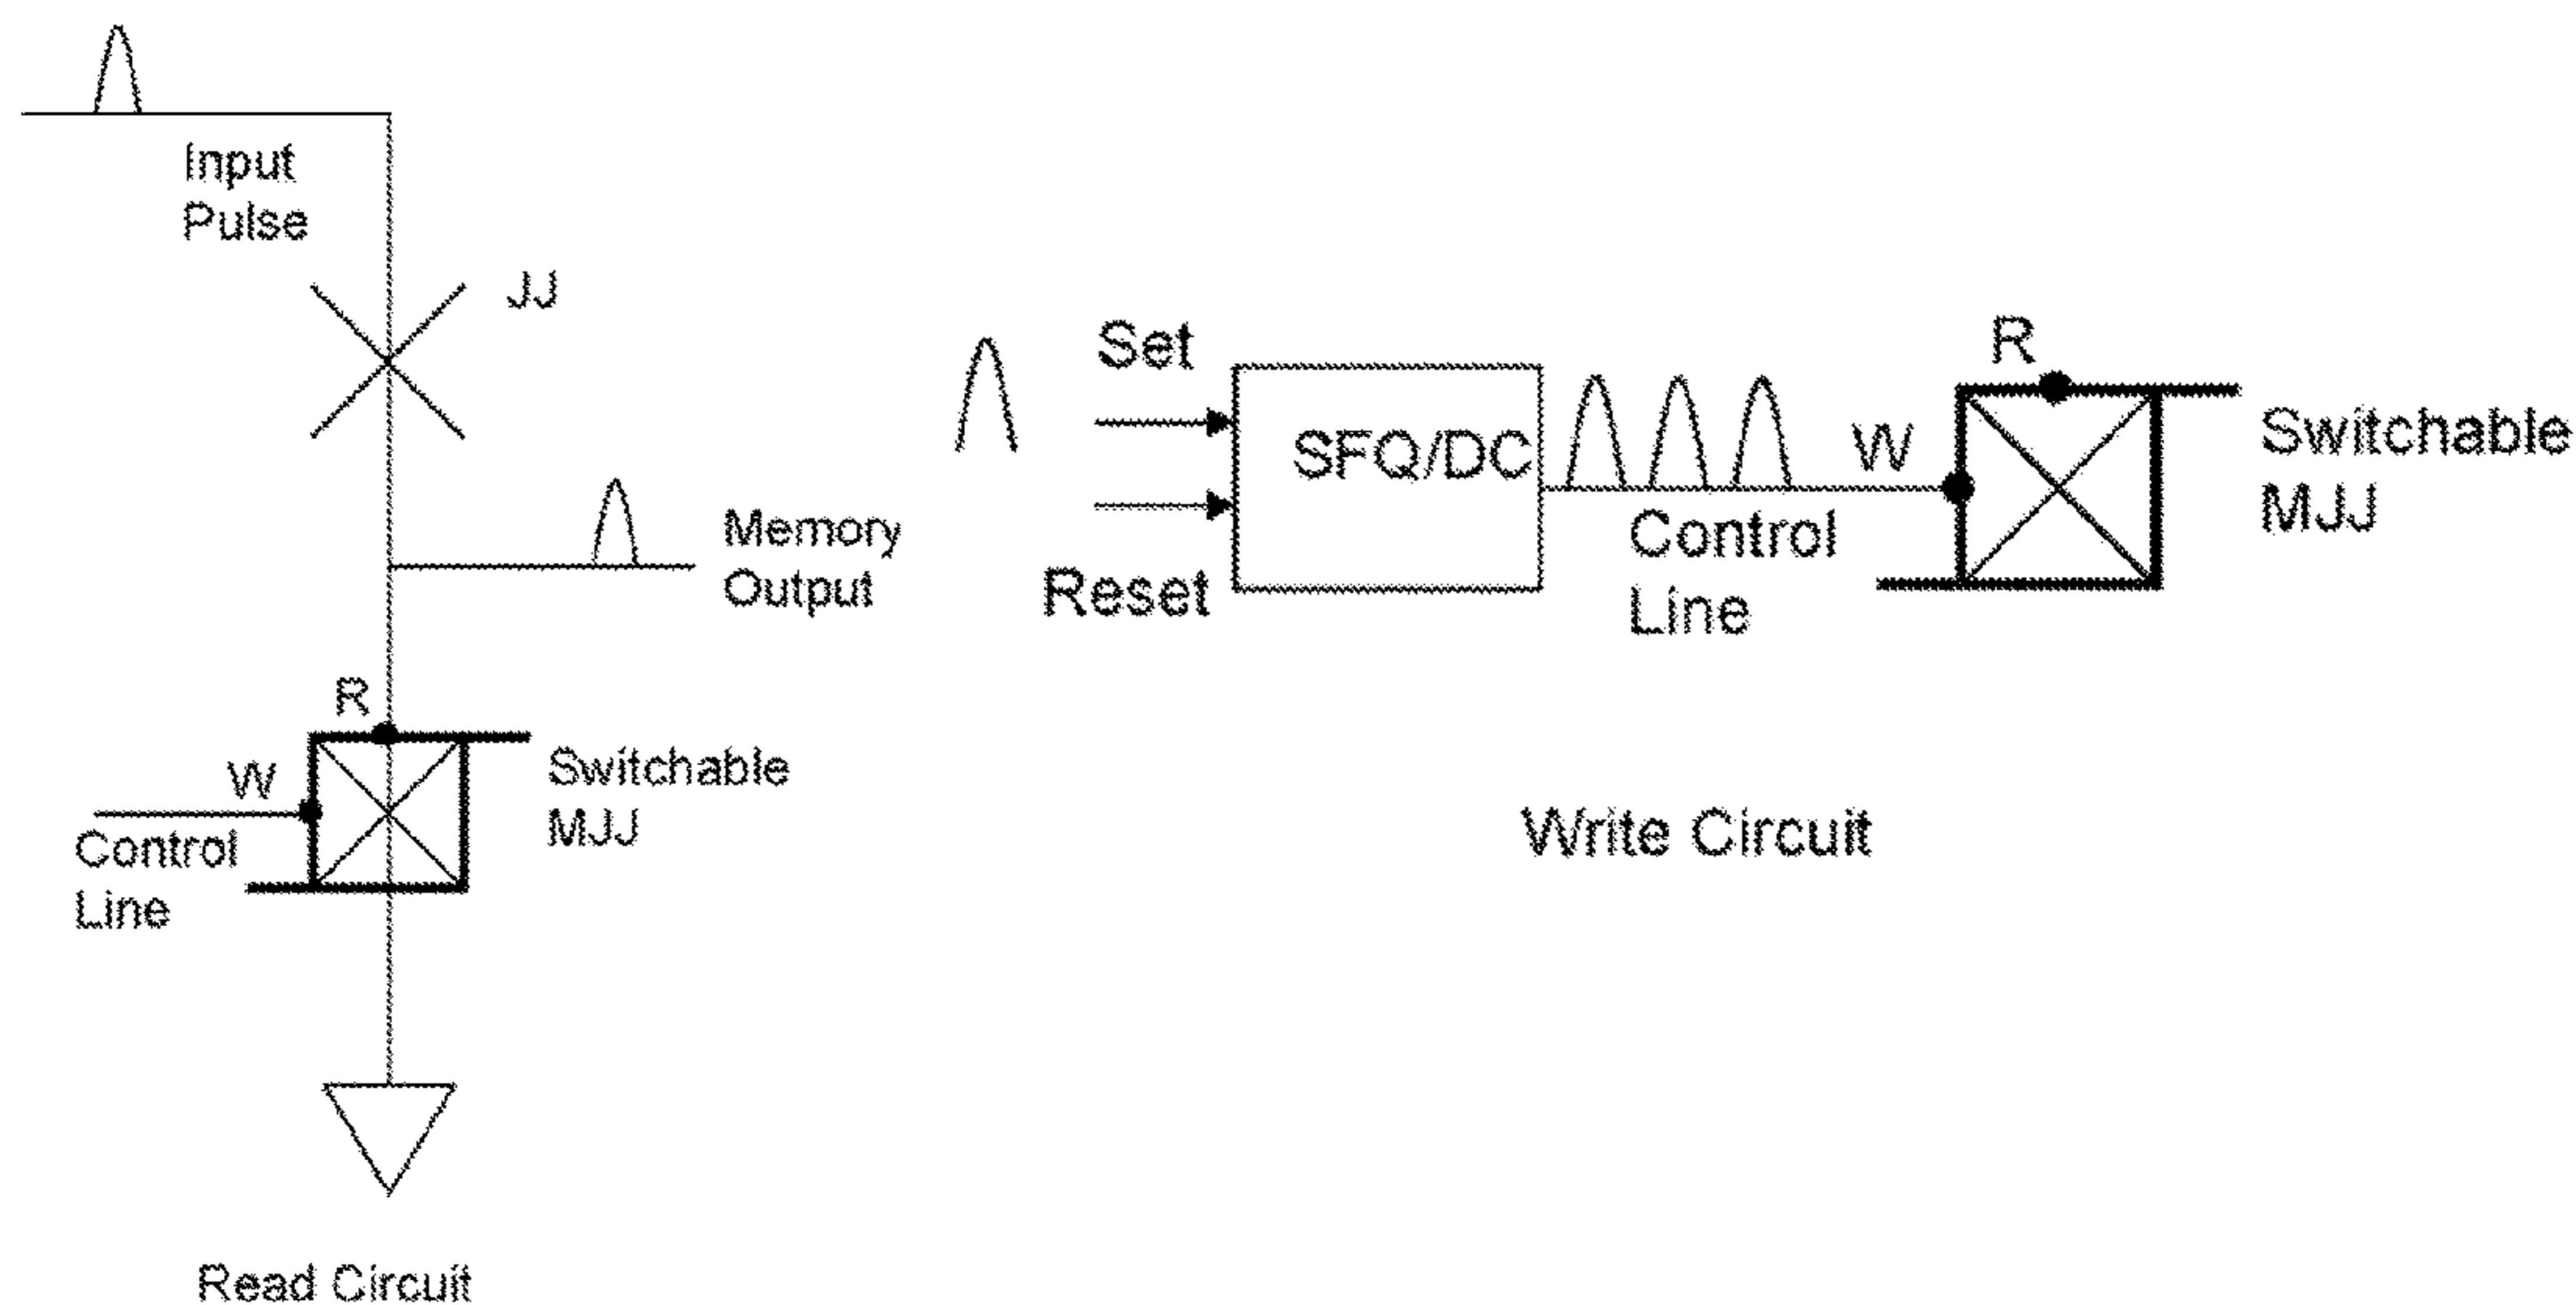 Input
Pulse
JJ
Memory
Output
R
W
Switchable
MJJ
Control
Line
Read Circuit
Set
Reset
SFQ/DC
Control
Line
W
R
Switchable
MJJ
Write Circuit